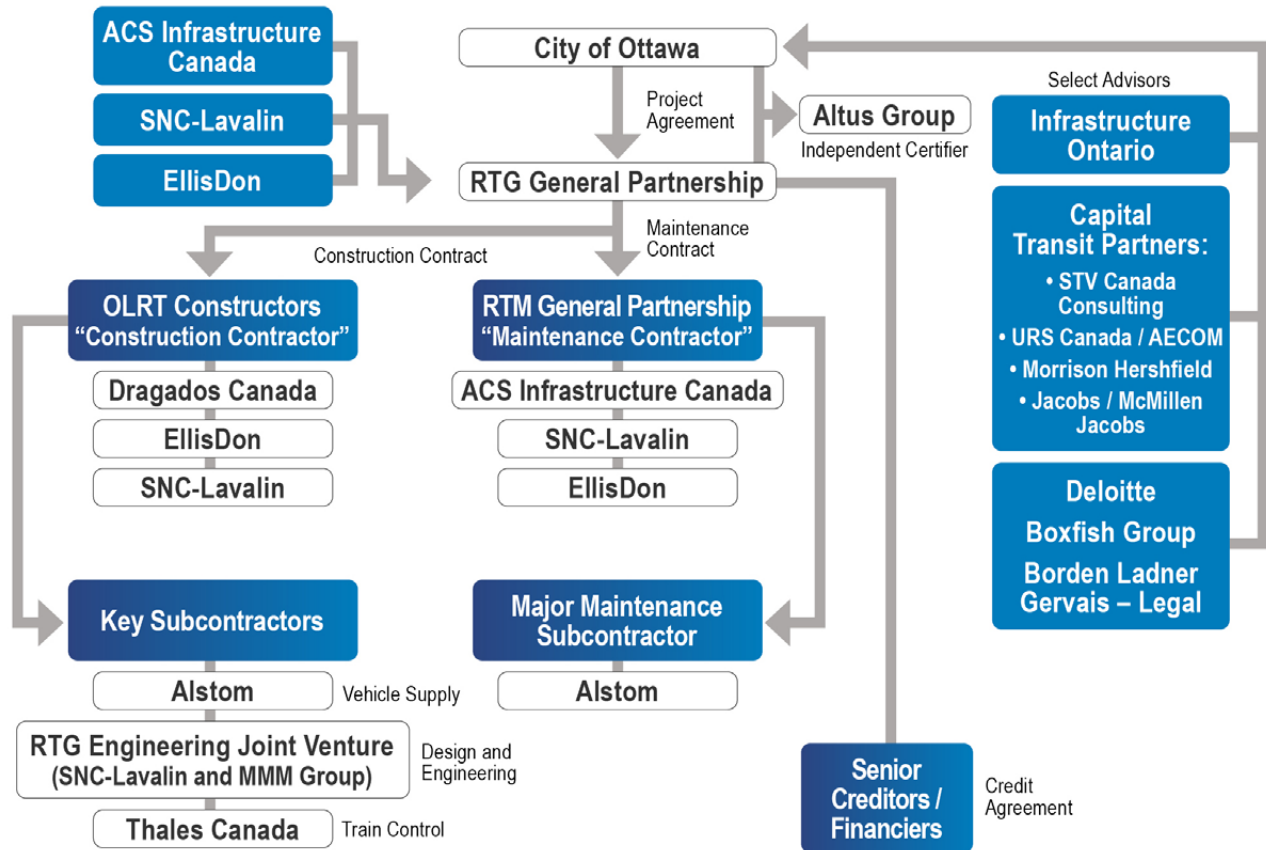 ACS Infrastructure
Canada
SNC-Lavalin
EllisDon
City of Ottawa
Project
Agreement
Altus Group
Independent Certifier
RTG General Partnership
Select Advisors
Infrastructure
Ontario
Capital
Transit Partners:
• STV Canada
Consulting
• URS Canada / AECOM
• Morrison Hershfield
• Jacobs / McMillen
Jacobs
Deloitte
Boxfish Group
Borden Ladner
Gervais – Legal
Construction Contract
Maintenance
Contract
OLRT Constructors
“Construction Contractor”
Dragados Canada
EllisDon
SNC-Lavalin
RTM General Partnership
“Maintenance Contractor”
ACS Infrastructure Canada
SNC-Lavalin
EllisDon
Key Subcontractors
Alstom
Vehicle Supply
RTG Engineering Joint Venture
(SNC-Lavalin and MMM Group)
Design and
Engineering
Thales Canada
Train Control
Major Maintenance
Subcontractor
Alstom
Senior
Creditors /
Financiers
Credit
Agreement